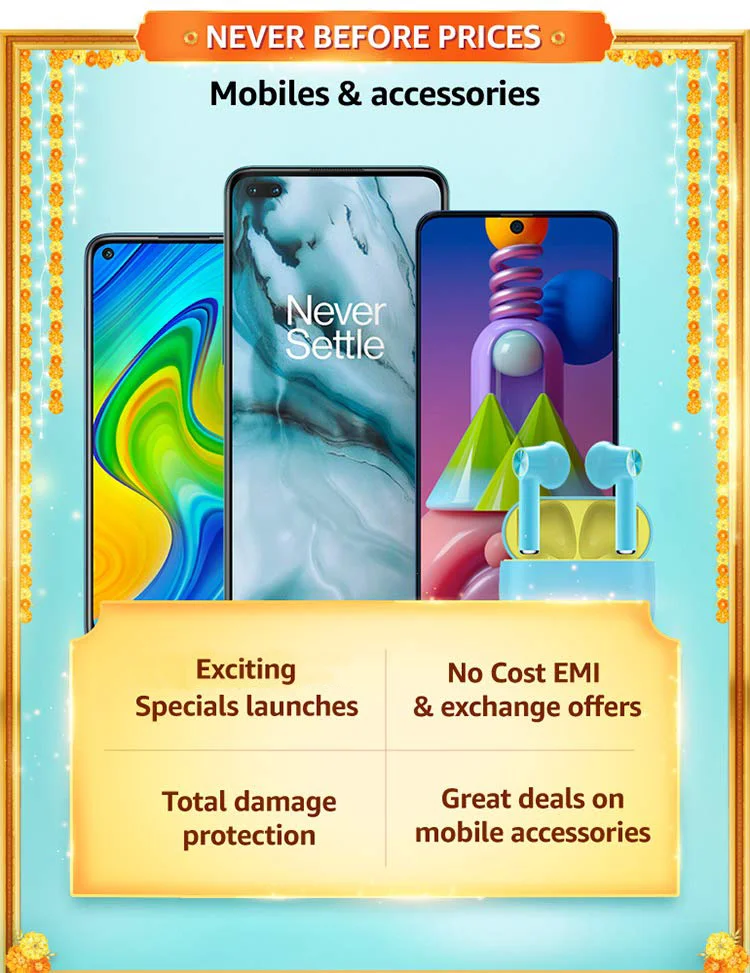 NEVER BEFORE PRICES
Mobiles & accessories
Never
Settle
Exciting
Specials launches
No Cost EMI
& exchange offers
Total damage
protection
Great deals on
mobile accessories